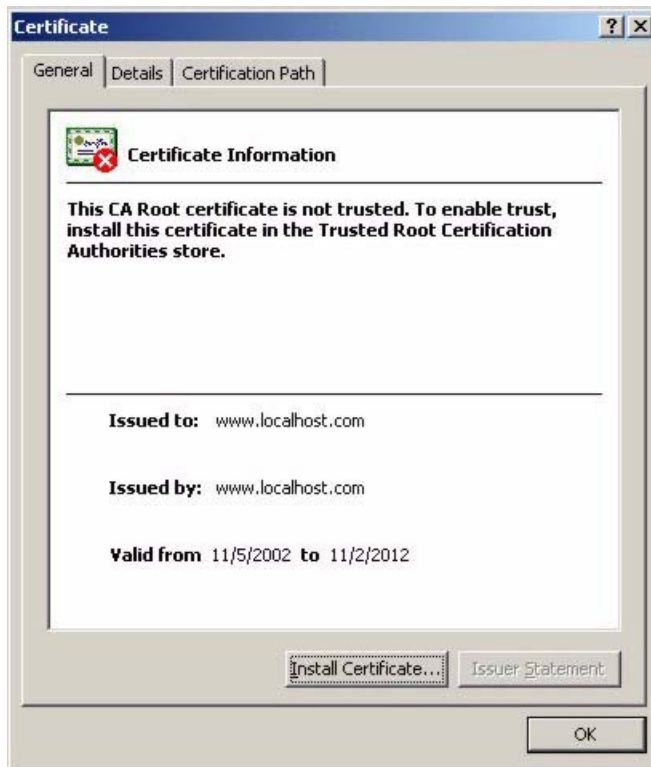 Certificate
General Details Certification Path
Certificate Information
This CA Root certificate is not trusted. To enable trust,
install this certificate in the Trusted Root Certification
Authorities store.
Issued to: www.localhost.com
Issued by: www.localhost.com
Valid from 11/5/2002 to 11/2/2012
Install Certificate... Issuer Statement
OK